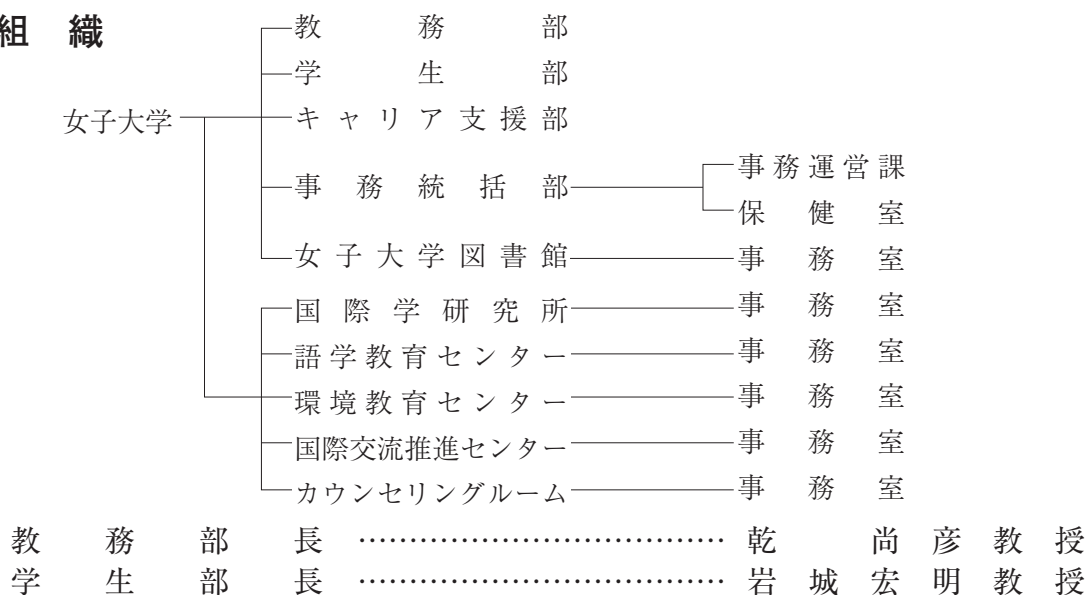 組織
教務部
学生部
女子大学 キャリア支援部
事務運営課
事務統括部
保健室
女子大学図書館 事務室
国際学研究所 事務室
語学教育センター 事務室
環境教育センター 事務室
国際交流推進センター 事務室
カウンセリングルーム 事務室
教務部長 ………………………………… 乾 尚彦教授
学生部長 ………………………………… 岩城宏明教授